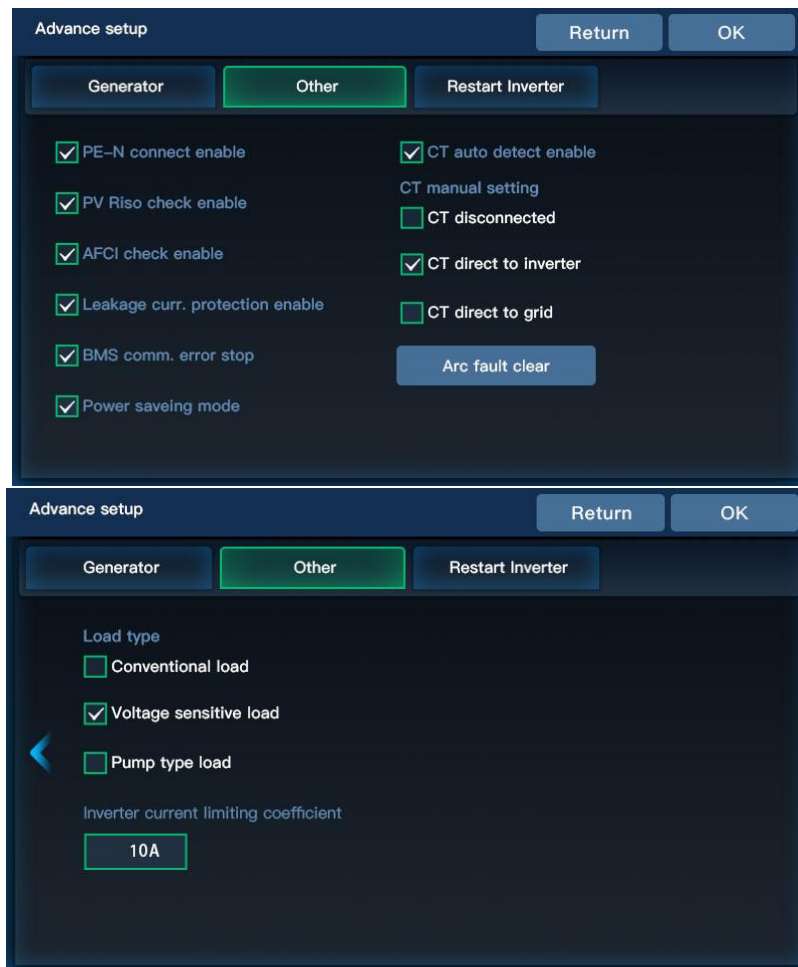 Advance setup
Return
OK
Generator
Other
Restart Inverter
PE-N connect enable
PV Riso check enable
AFCI check enable
Leakage curr. protection enable
BMS comm. error stop
Power saveing mode
CT auto detect enable
CT manual setting
CT disconnected
CT direct to inverter
CT direct to grid
Arc fault clear
Advance setup
Return
OK
Generator
Other
Restart Inverter
Load type
Conventional load
Voltage sensitive load
Pump type load
Inverter current limiting coefficient
10A